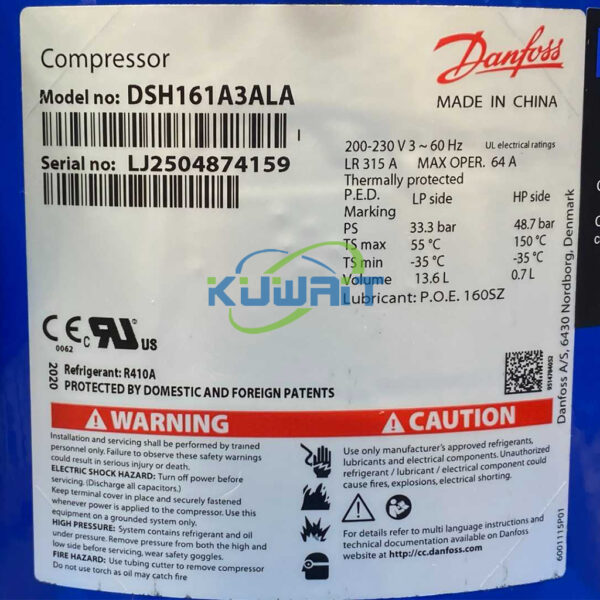 Compressor
Danfoss
Model no: DSH161A3ALA
MADE IN CHINA
Serial no: LJ2504874159
200-230 V 3 ~ 60 Hz UL electrical ratings
LR 315 A MAX OPER. 64 A
Thermally protected
P.E.D. LP side HP side
Marking
PS 33.3 bar 48.7 bar
TS max 55 °C 150 °C
TS min -35 °C -35 °C
Volume 13.6 L 0.7 L
Lubricant: P.O.E. 160SZ
KUWAIT
CE
0062
c RU US
2020
Refrigerant: R410A
PROTECTED BY DOMESTIC AND FOREIGN PATENTS
9514784052
Danfoss A/S, 6430 Nordborg, Denmark
WARNING
Installation and servicing shall be performed by trained
personnel only. Failure to observe these safety warnings
could result in serious injury or death.
ELECTRIC SHOCK HAZARD: Turn off power before
servicing. (Discharge all capacitors.)
Keep terminal cover in place and securely fastened
whenever power is applied to the compressor. Use this
equipment on a grounded system only.
HIGH PRESSURE: System contains refrigerant and oil
under pressure. Remove pressure from both the high and
low side before servicing, wear safety goggles.
FIRE HAZARD: Use tubing cutter to remove compressor
Do not use torch as oil may catch fire
CAUTION
Use only manufacturer's approved refrigerants,
lubricants and electrical components. Unauthorized
refrigerant / lubricant / electrical component could
cause fires, explosions, electrical shorting.
For details refer to multi language instructions and
technical documentation available on Danfoss
website at http://cc.danfoss.com
6001115P01